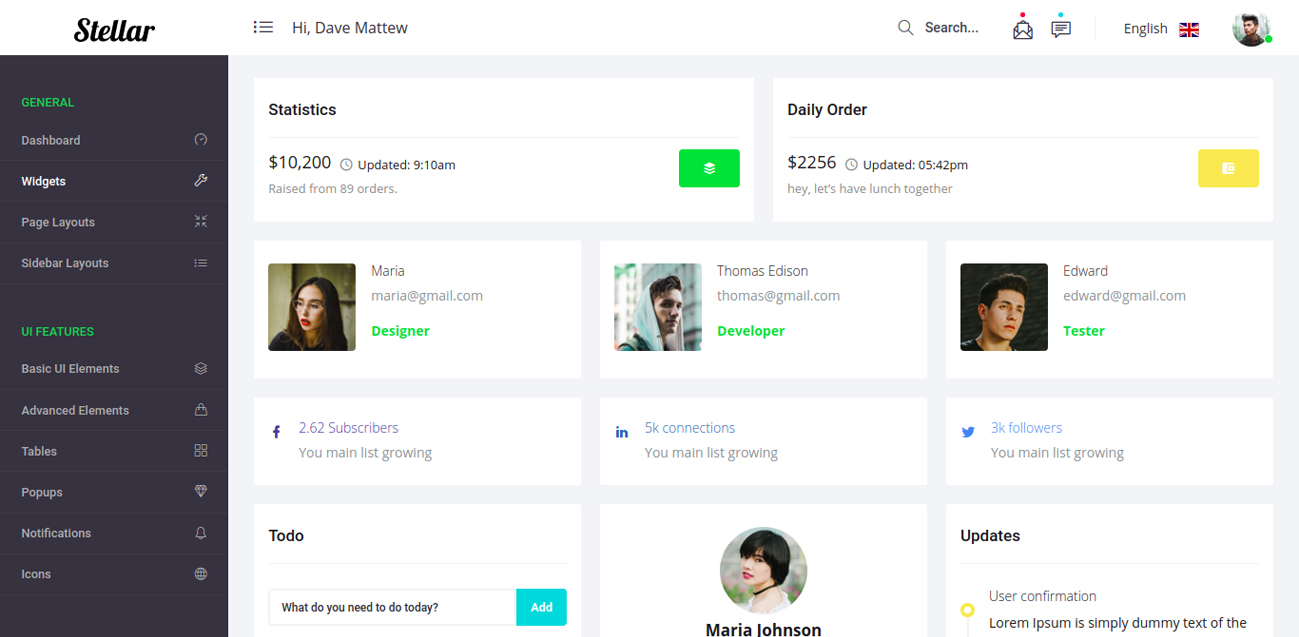 Stellar
Hi, Dave Mattew
Search...
English
GENERAL
Dashboard
Widgets
Page Layouts
Sidebar Layouts
UI FEATURES
Basic UI Elements
Advanced Elements
Tables
Popups
Notifications
Icons
Statistics
$10,200 Updated: 9:10am
Raised from 89 orders.
Daily Order
$2256 Updated: 05:42pm
hey, let's have lunch together
Maria
maria@gmail.com
Designer
Thomas Edison
thomas@gmail.com
Developer
Edward
edward@gmail.com
Tester
2.62 Subscribers
You main list growing
5k connections
You main list growing
3k followers
You main list growing
Todo
What do you need to do today? Add
Maria Johnson
Updates
User confirmation
Lorem Ipsum is simply dummy text of the